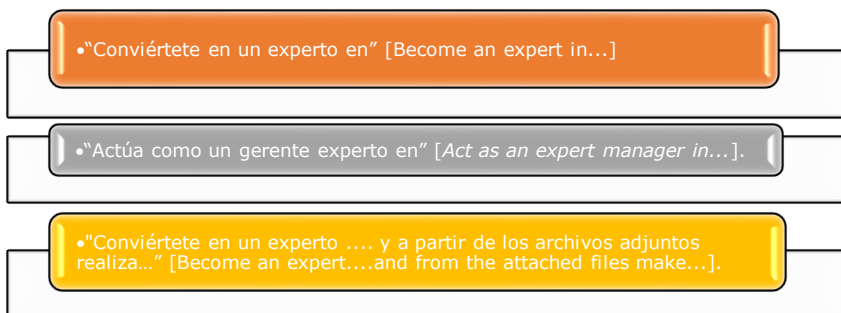 •“Conviértete en un experto en” [Become an expert in...]
•“Actúa como un gerente experto en” [Act as an expert manager in...].
•"Conviértete en un experto .... y a partir de los archivos adjuntos
realiza…” [Become an expert....and from the attached files make...].